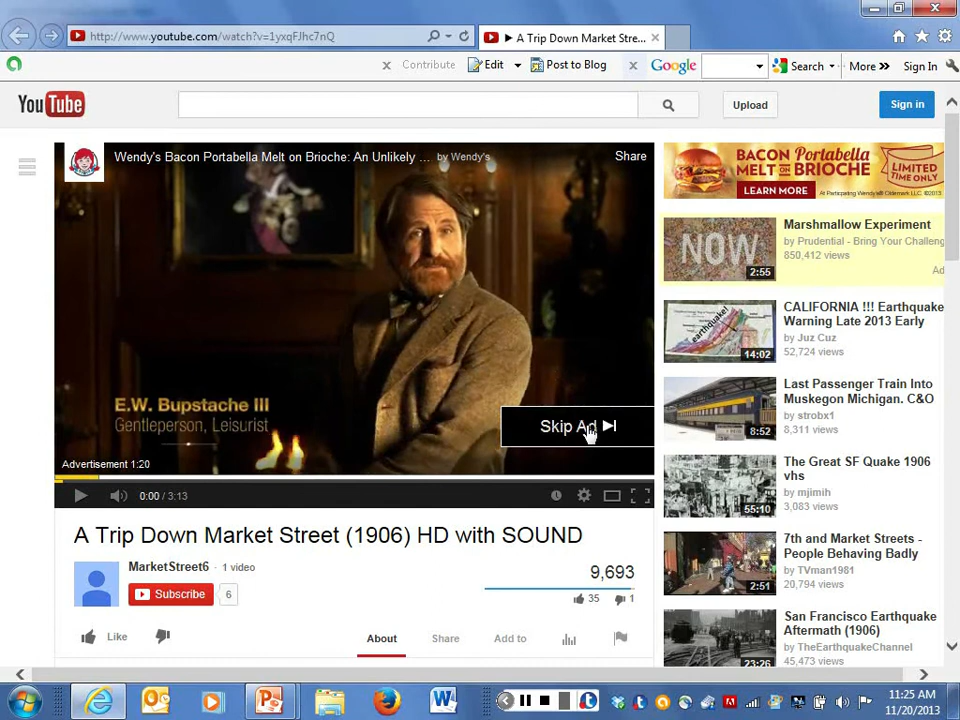 http://www.youtube.com/watch?v=1yxqFJhc7nQ
A Trip Down Market Stre...
Contribute Edit Post to Blog Google Search More » Sign In
YouTube Upload Sign in
Wendy's Bacon Portabella Melt on Brioche: An Unlikely ... by Wendy's Share
E.W. Bupstache III
Gentleperson, Leisurist
Skip Ad
Advertisement 1:20
0:00 / 3:13
A Trip Down Market Street (1906) HD with SOUND
MarketStreet6 · 1 video
Subscribe 6
9,693
35 1
Like
About Share Add to
BACON Portabella
MELT ON BRIOCHE
LEARN MORE
LIMITED
TIME ONLY
NOW
2:55
Marshmallow Experiment
by Prudential - Bring Your Challeng
850,412 views
Ad
earthquake!
14:02
CALIFORNIA !!! Earthquake
Warning Late 2013 Early
by Juz Cuz
52,724 views
8:52
Last Passenger Train Into
Muskegon Michigan. C&O
by strobx1
8,311 views
55:10
The Great SF Quake 1906
vhs
by mjimih
3,083 views
2:51
7th and Market Streets -
People Behaving Badly
by TVman1981
20,794 views
23:26
San Francisco Earthquake
Aftermath (1906)
by TheEarthquakeChannel
45,473 views
11:25 AM
11/20/2013